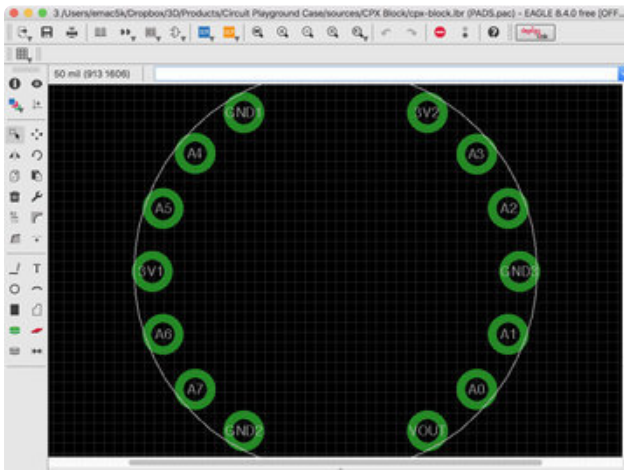 3 /Users/emac5k/Dropbox/3D/Products/Circuit Playground Case/sources/CPX Block/cpx-block.lbr (PADS.pac) - EAGLE 8.4.0 free [OFF...
50 mil (913 1606)
GND1
3V2
A4
A3
A5
A2
3V1
GND3
A6
A1
A7
A0
GND2
VOUT